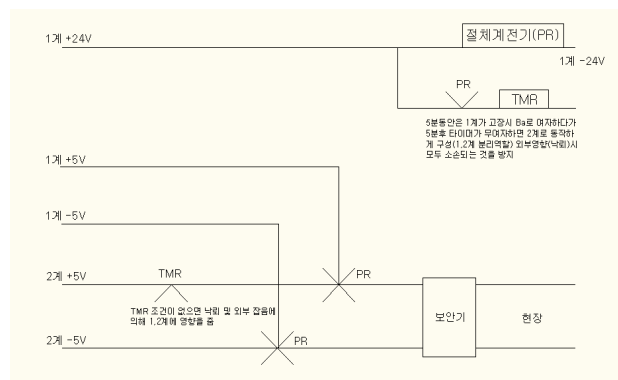 1계 +24V
절체계전기(PR)
1계 -24V
PR
TMR
5분동안은 1계가 고장시 Ba로 여자하다가
5분후 타이머가 무여자하면 2계로 동작하
게 구성(1,2계 분리역할) 외부영향(낙뢰)시
모두 소손되는 것을 방지
1계 +5V
1계 -5V
2계 +5V
TMR
PR
TMR 조건이 없으면 낙뢰 및 외부 잡음에
의해 1,2계에 영향을 줌
보안기
현장
2계 -5V
PR